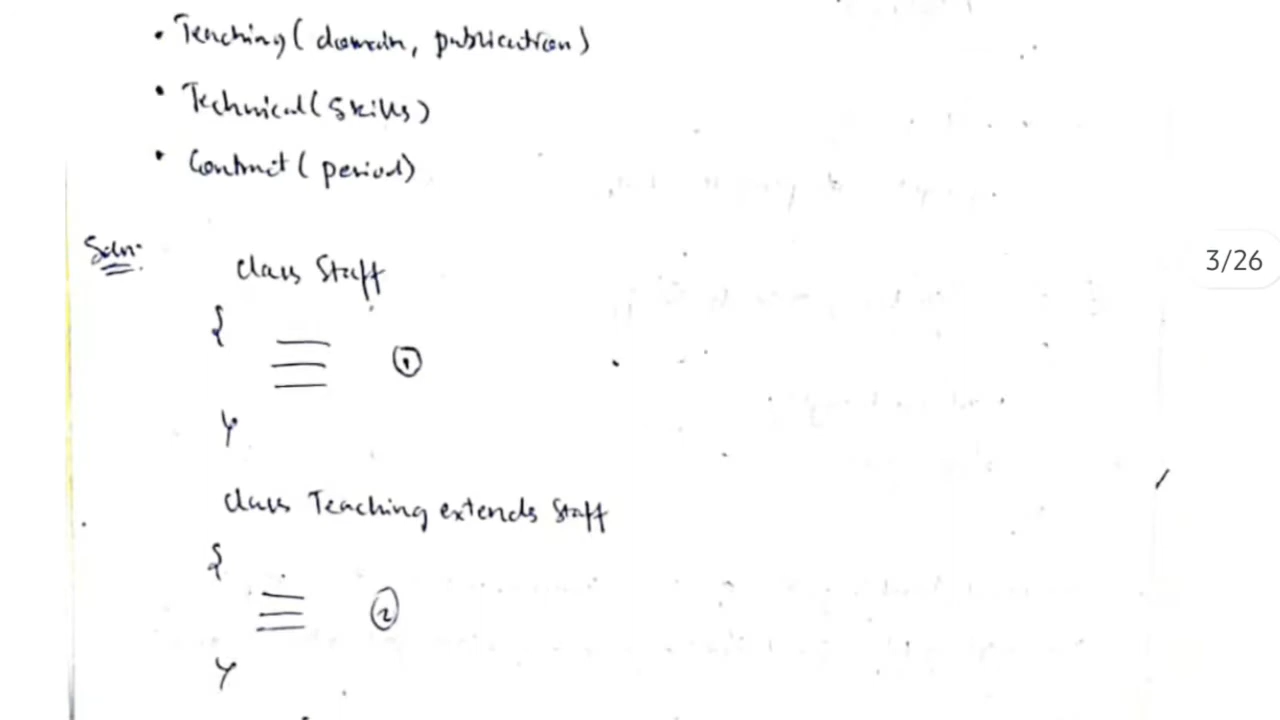 • Teaching( domain, publication)
• Technical(Skills)
• Contract( period)
Soln:
class Staff
{
①
}
3/26
class Teaching extends Staff
{
②
}